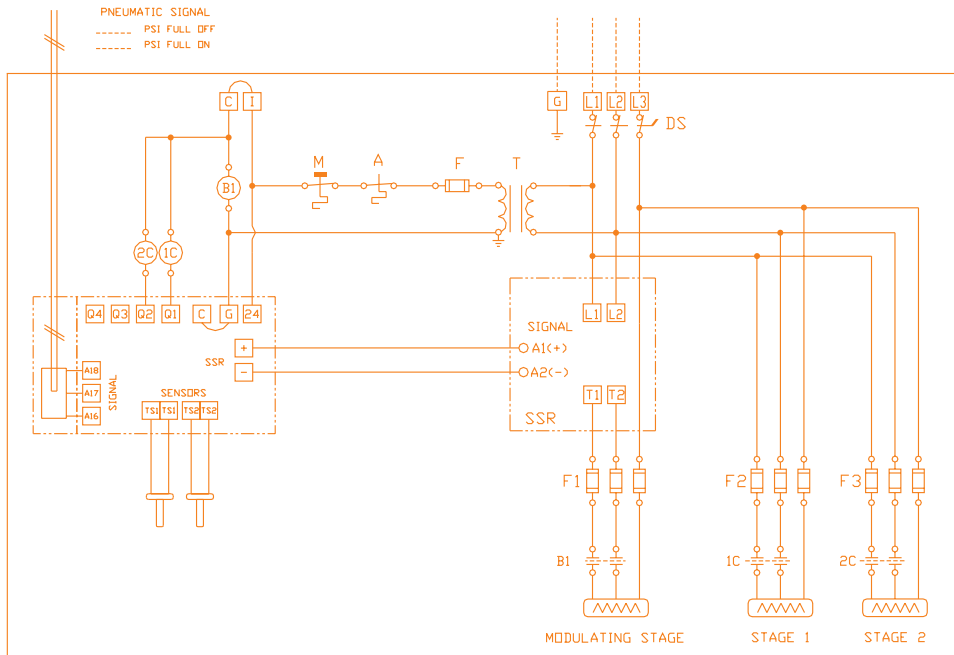 PNEUMATIC SIGNAL
PSI FULL OFF
PSI FULL ON
C I
G L1 L2 L3
DS
M A F T
B1
2C 1C
Q4 Q3 Q2 Q1 C G 24
L1 L2
SIGNAL
+
A1(+)
SSR
-
A2(-)
A18
A17
A16
SIGNAL
SENSORS
TS1 TS1 TS2 TS2
T1 T2
SSR
F1 F2 F3
B1 1C 2C
MODULATING STAGE STAGE 1 STAGE 2